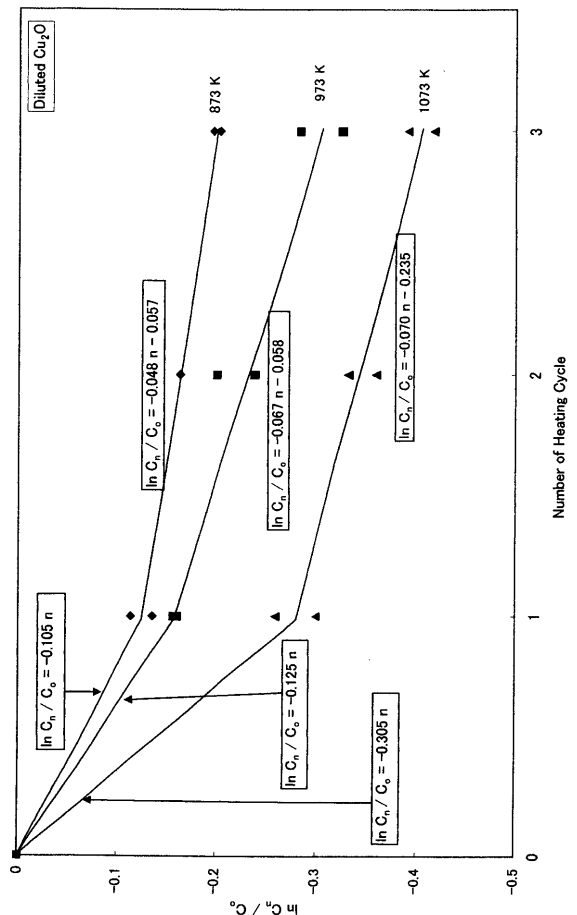 Diluted Cu₂O
0
-0.1
-0.2
-0.3
-0.4
-0.5
ln Cₙ / Cₒ
ln Cₙ / Cₒ = -0.105 n
ln Cₙ / Cₒ = -0.048 n - 0.057
873 K
ln Cₙ / Cₒ = -0.125 n
ln Cₙ / Cₒ = -0.067 n - 0.058
973 K
ln Cₙ / Cₒ = -0.305 n
ln Cₙ / Cₒ = -0.070 n - 0.235
1073 K
0
1
2
3
Number of Heating Cycle